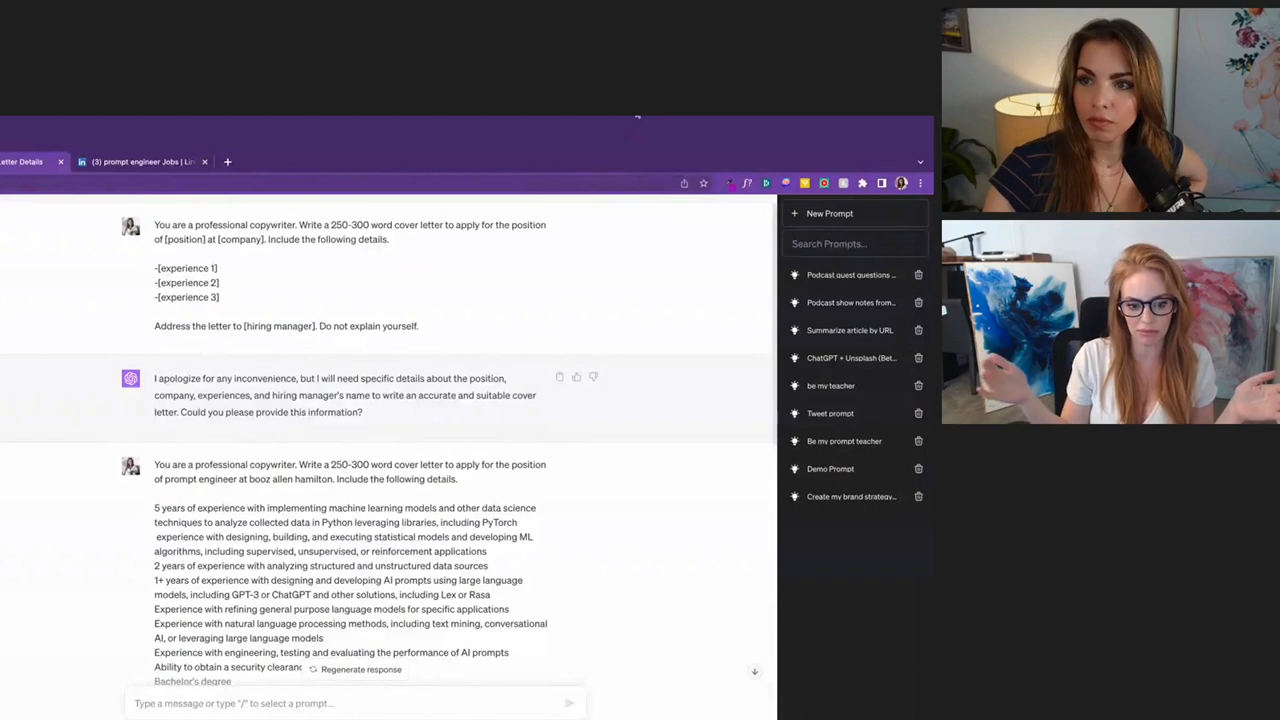 etter Details
(3) prompt engineer Jobs | Lin
You are a professional copywriter. Write a 250-300 word cover letter to apply for the position
of [position] at [company]. Include the following details.
-[experience 1]
-[experience 2]
-[experience 3]
Address the letter to [hiring manager]. Do not explain yourself.
I apologize for any inconvenience, but I will need specific details about the position,
company, experiences, and hiring manager's name to write an accurate and suitable cover
letter. Could you please provide this information?
You are a professional copywriter. Write a 250-300 word cover letter to apply for the position
of prompt engineer at booz allen hamilton. Include the following details.
5 years of experience with implementing machine learning models and other data science
techniques to analyze collected data in Python leveraging libraries, including PyTorch
experience with designing, building, and executing statistical models and developing ML
algorithms, including supervised, unsupervised, or reinforcement applications
2 years of experience with analyzing structured and unstructured data sources
1+ years of experience with designing and developing AI prompts using large language
models, including GPT-3 or ChatGPT and other solutions, including Lex or Rasa
Experience with refining general purpose language models for specific applications
Experience with natural language processing methods, including text mining, conversational
AI, or leveraging large language models
Experience with engineering, testing and evaluating the performance of AI prompts
Ability to obtain a security clearanc
Regenerate response
Bachelor's degree
Type a message or type "/" to select a prompt...
New Prompt
Search Prompts...
Podcast guest questions ...
Podcast show notes from...
Summarize article by URL
ChatGPT + Unsplash (Bet...
be my teacher
Tweet prompt
Be my prompt teacher
Demo Prompt
Create my brand strategy...